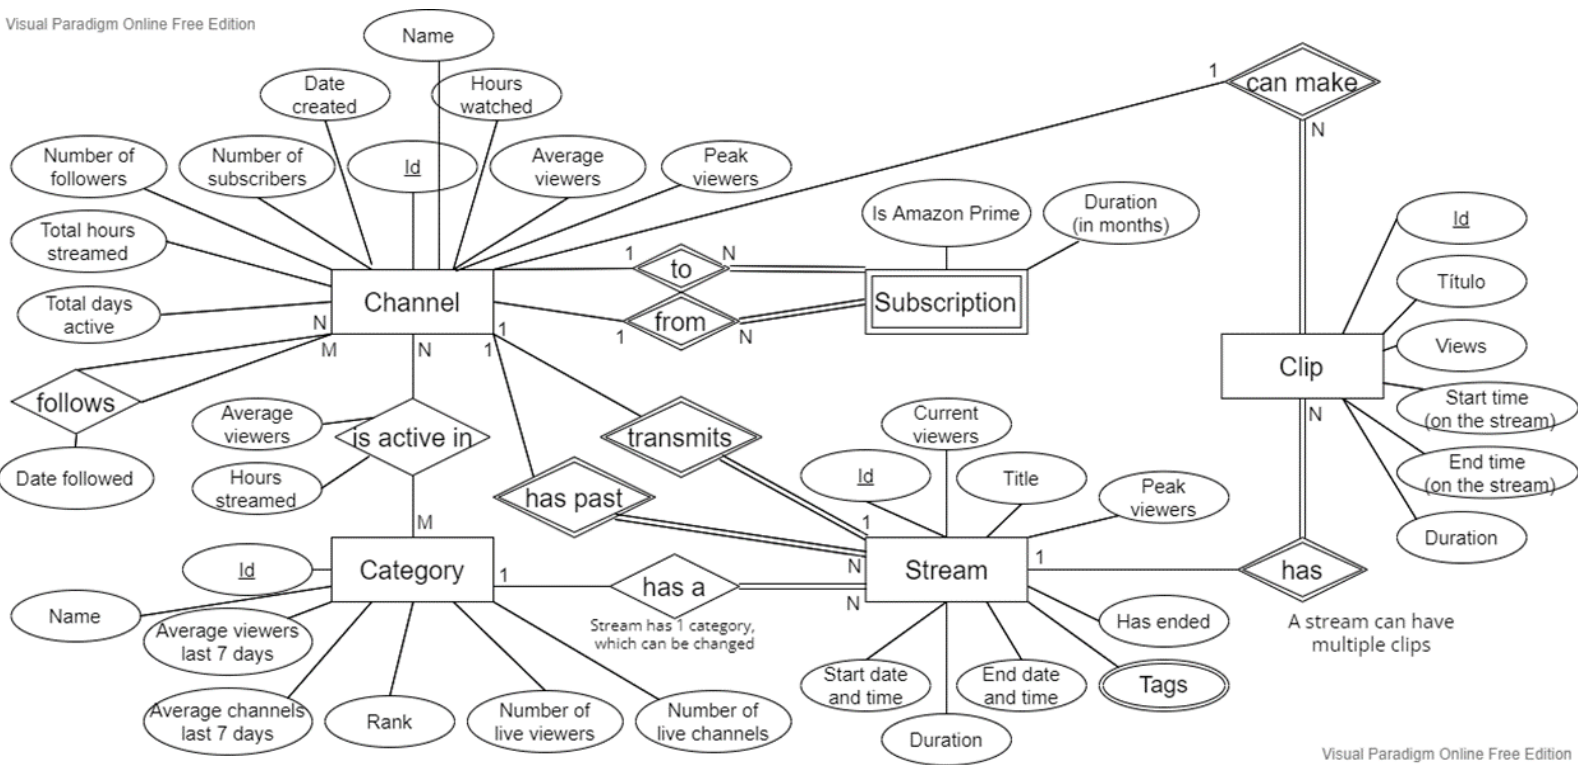 Visual Paradigm Online Free Edition
Name
Date
created
Hours
watched
Number of
followers
Number of
subscribers
Id
Average
viewers
Peak
viewers
1
can make
N
Total hours
streamed
Is Amazon Prime
Duration
(in months)
Id
Total days
active
Channel
1
to
N
Subscription
1
from
N
Título
Views
Clip
N
M
N
1
1
follows
Date followed
Average
viewers
is active in
Hours
streamed
M
transmits
has past
Current
viewers
Id
Title
Peak
viewers
Start time
(on the stream)
End time
(on the stream)
Duration
N
1
N
Id
Name
Category
1
has a
N
Stream has 1 category,
which can be changed
Stream
1
has
A stream can have
multiple clips
Average viewers
last 7 days
Average channels
last 7 days
Rank
Number of
live viewers
Number of
live channels
Start date
and time
Duration
End date
and time
Has ended
Tags
Visual Paradigm Online Free Edition